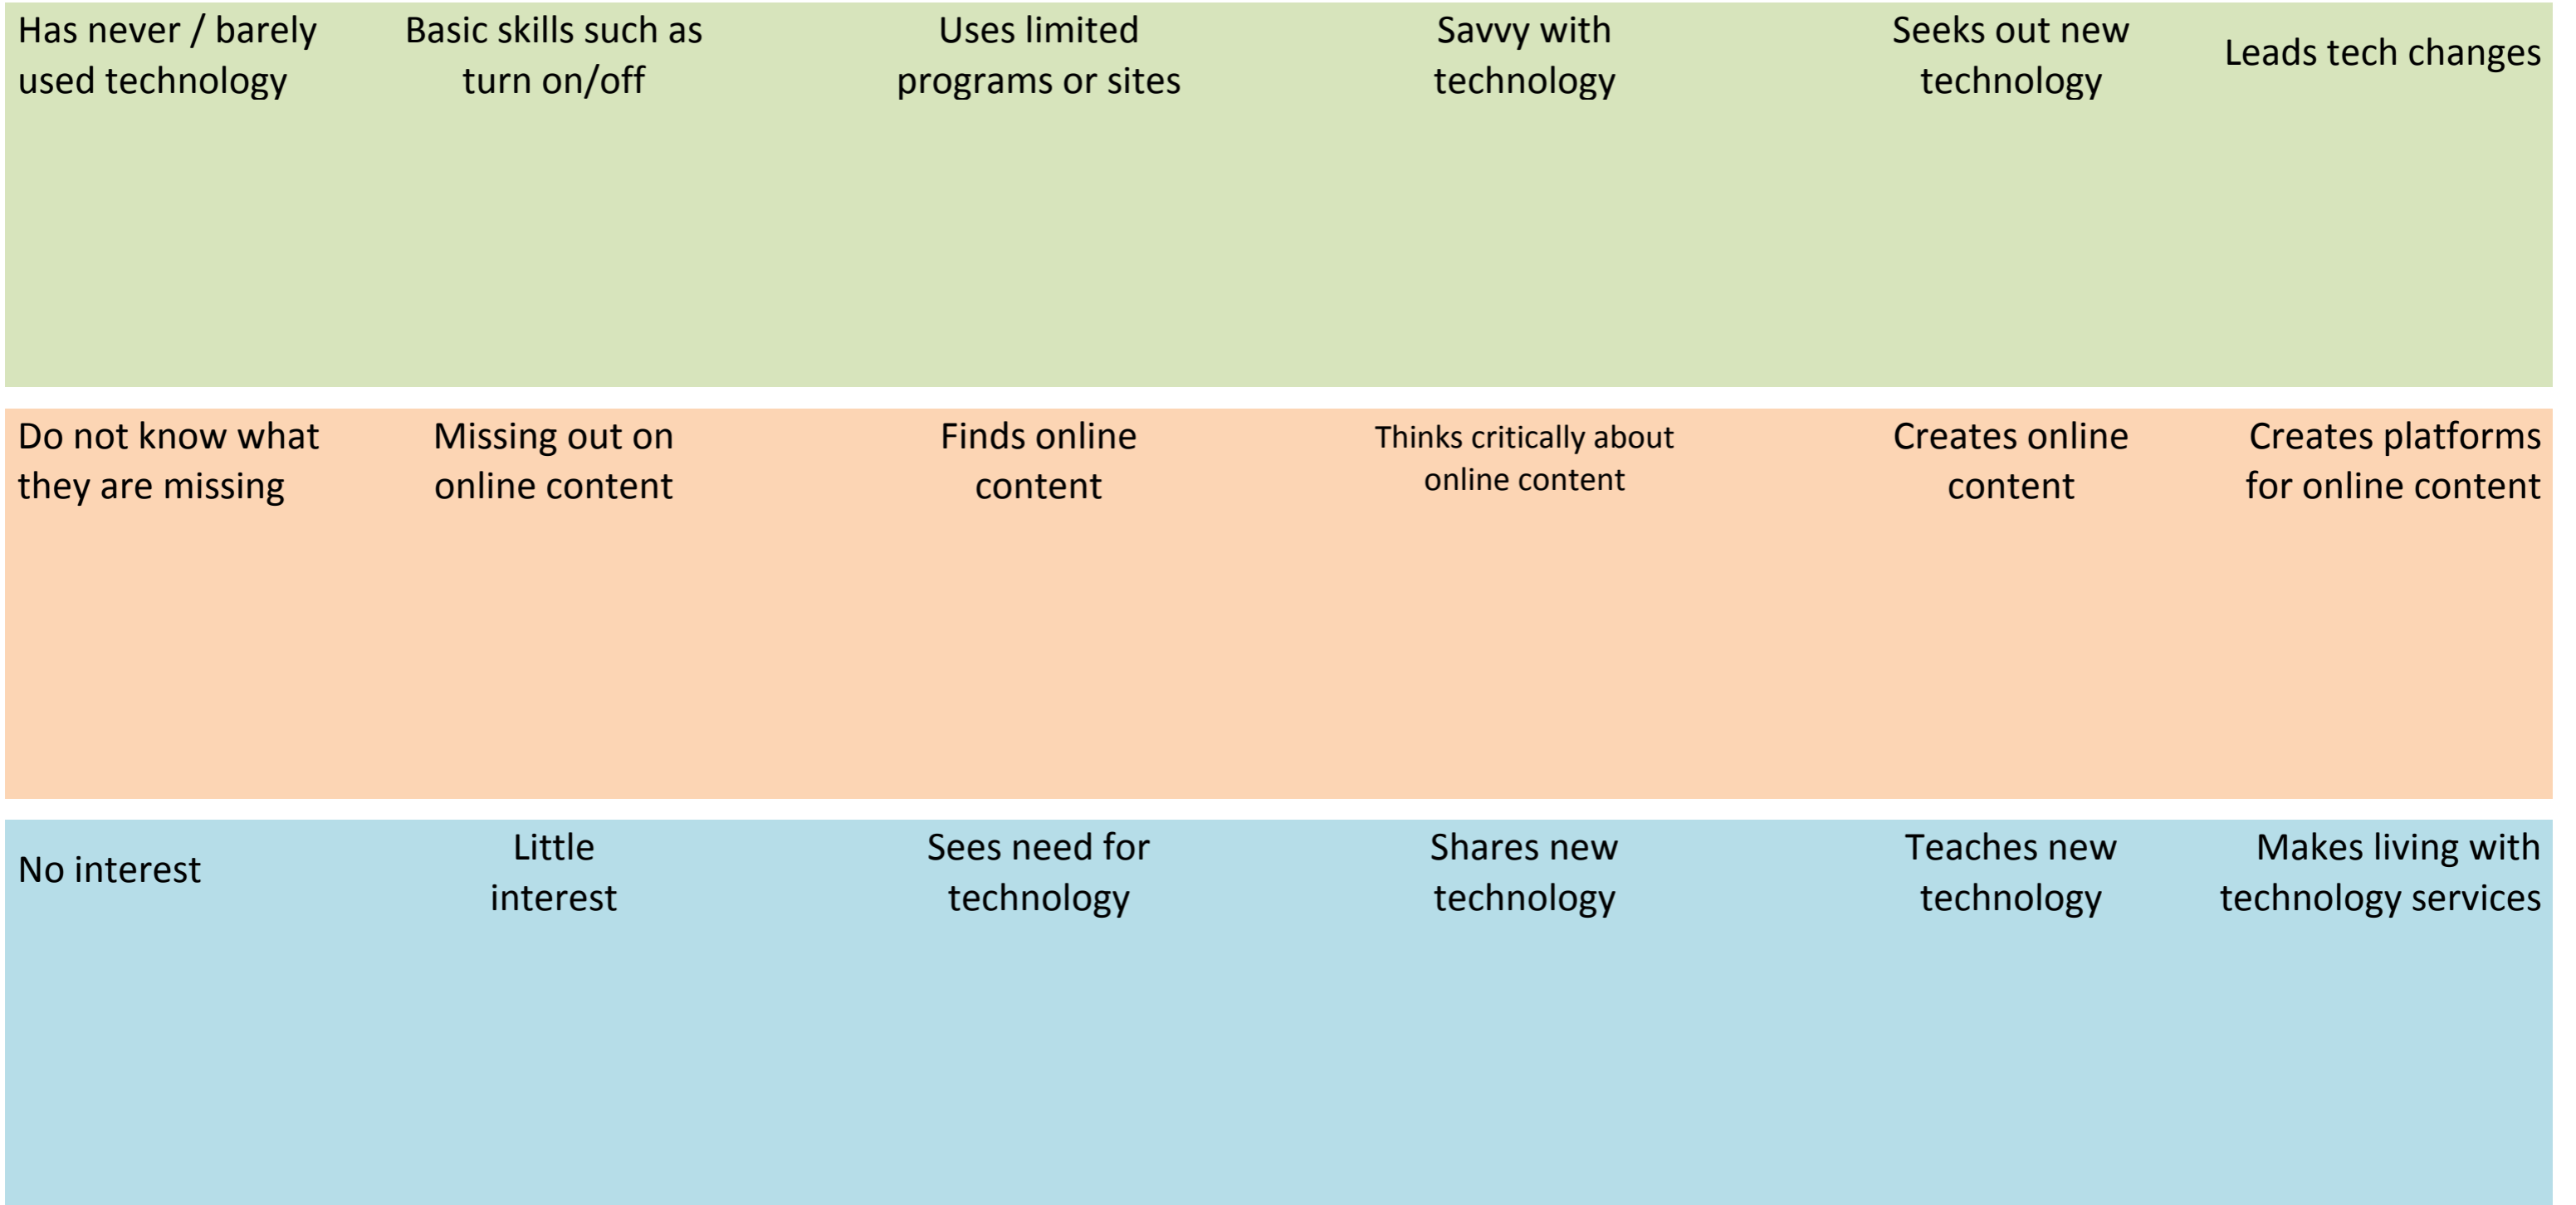 Has never / barely
used technology
Basic skills such as
turn on/off
Uses limited
programs or sites
Savvy with
technology
Seeks out new
technology
Leads tech changes
Do not know what
they are missing
Missing out on
online content
Finds online
content
Thinks critically about
online content
Creates online
content
Creates platforms
for online content
No interest
Little
interest
Sees need for
technology
Shares new
technology
Teaches new
technology
Makes living with
technology services